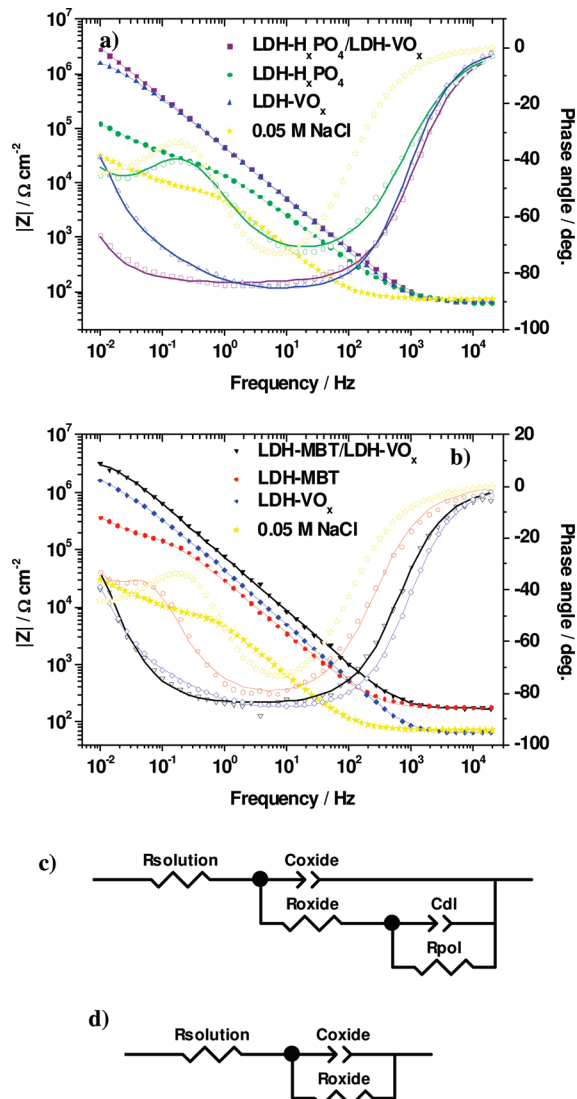 a)
LDH-HxPO4/LDH-VOx
LDH-HxPO4
LDH-VOx
0.05 M NaCl
|Z| / Ω cm-2
10^7
10^6
10^5
10^4
10^3
10^2
0
-20
-40
-60
-80
-100
Phase angle / deg.
10^-2 10^-1 10^0 10^1 10^2 10^3 10^4
Frequency / Hz
b)
LDH-MBT/LDH-VOx
LDH-MBT
LDH-VOx
0.05 M NaCl
|Z| / Ω cm-2
10^7
10^6
10^5
10^4
10^3
10^2
20
0
-20
-40
-60
-80
-100
Phase angle / deg.
10^-2 10^-1 10^0 10^1 10^2 10^3 10^4
Frequency / Hz
c)
Rsolution Coxide
Roxide Cdl
Rpol
d)
Rsolution Coxide
Roxide